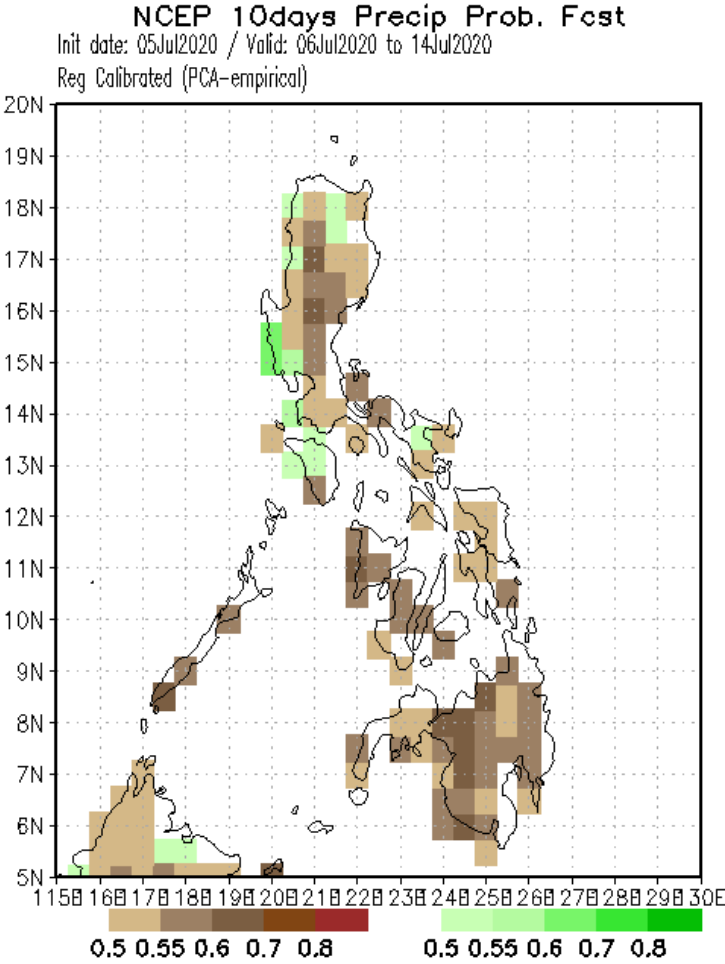 NCEP 10days Precip Prob. Fcst
Init date: 05Jul2020 / Valid: 06Jul2020 to 14Jul2020
Reg Calibrated (PCA-empirical)
20N
19N
18N
17N
16N
15N
14N
13N
12N
11N
10N
9N
8N
7N
6N
5N
115E 116E 117E 118E 119E 120E 121E 122E 123E 124E 125E 126E 127E 128E 129E 130E
0.5 0.55 0.6 0.7 0.8 0.5 0.55 0.6 0.7 0.8